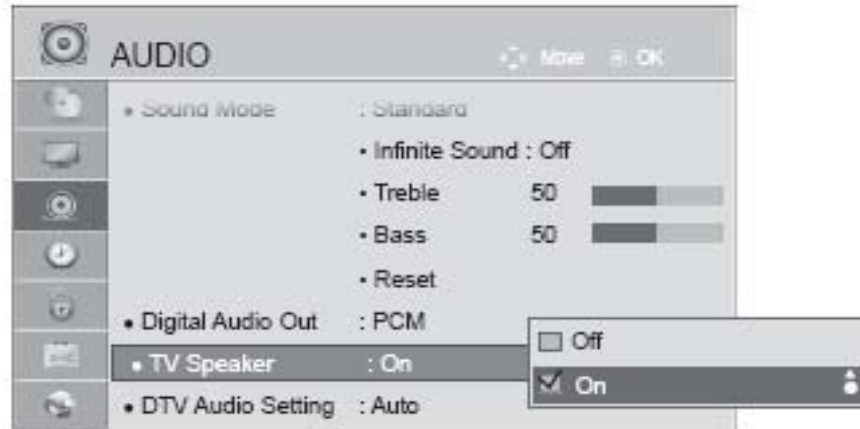 AUDIO
Move OK
• Sound Mode : Standard
• Infinite Sound : Off
• Treble 50
• Bass 50
• Reset
• Digital Audio Out : PCM
• TV Speaker : On
• DTV Audio Setting : Auto
Off
On